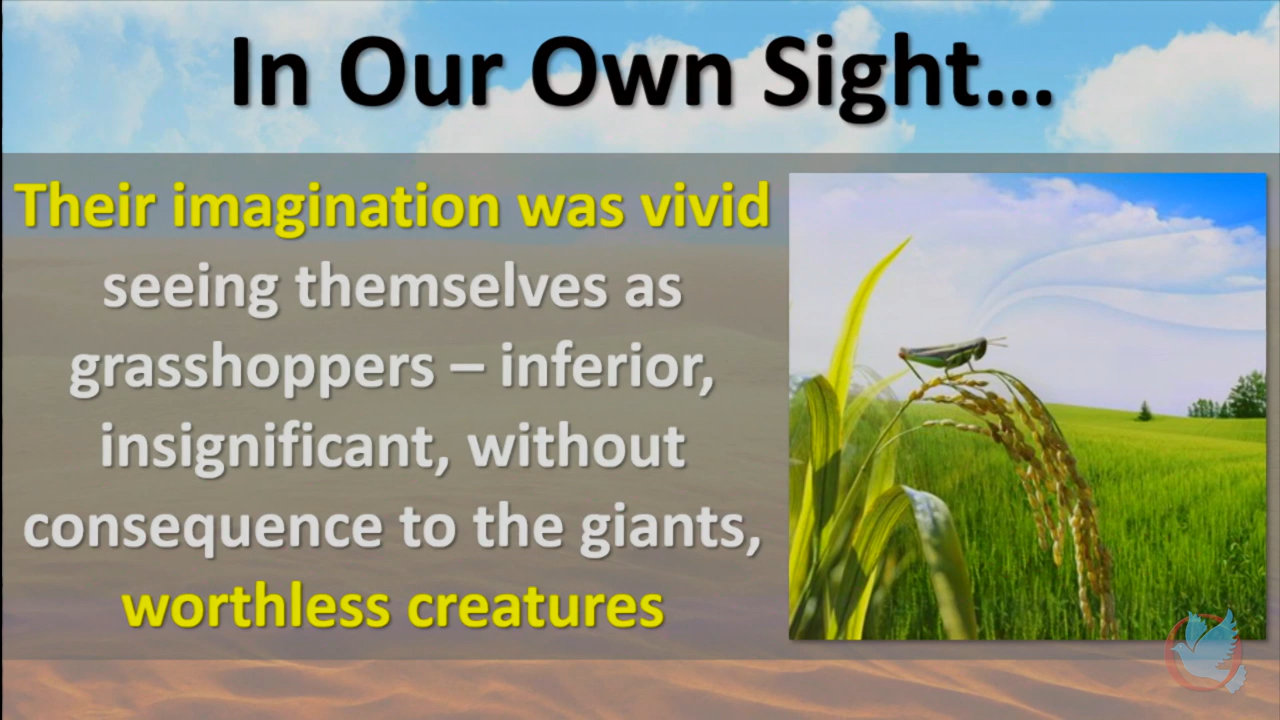 In Our Own Sight…
Their imagination was vivid
seeing themselves as
grasshoppers – inferior,
insignificant, without
consequence to the giants,
worthless creatures